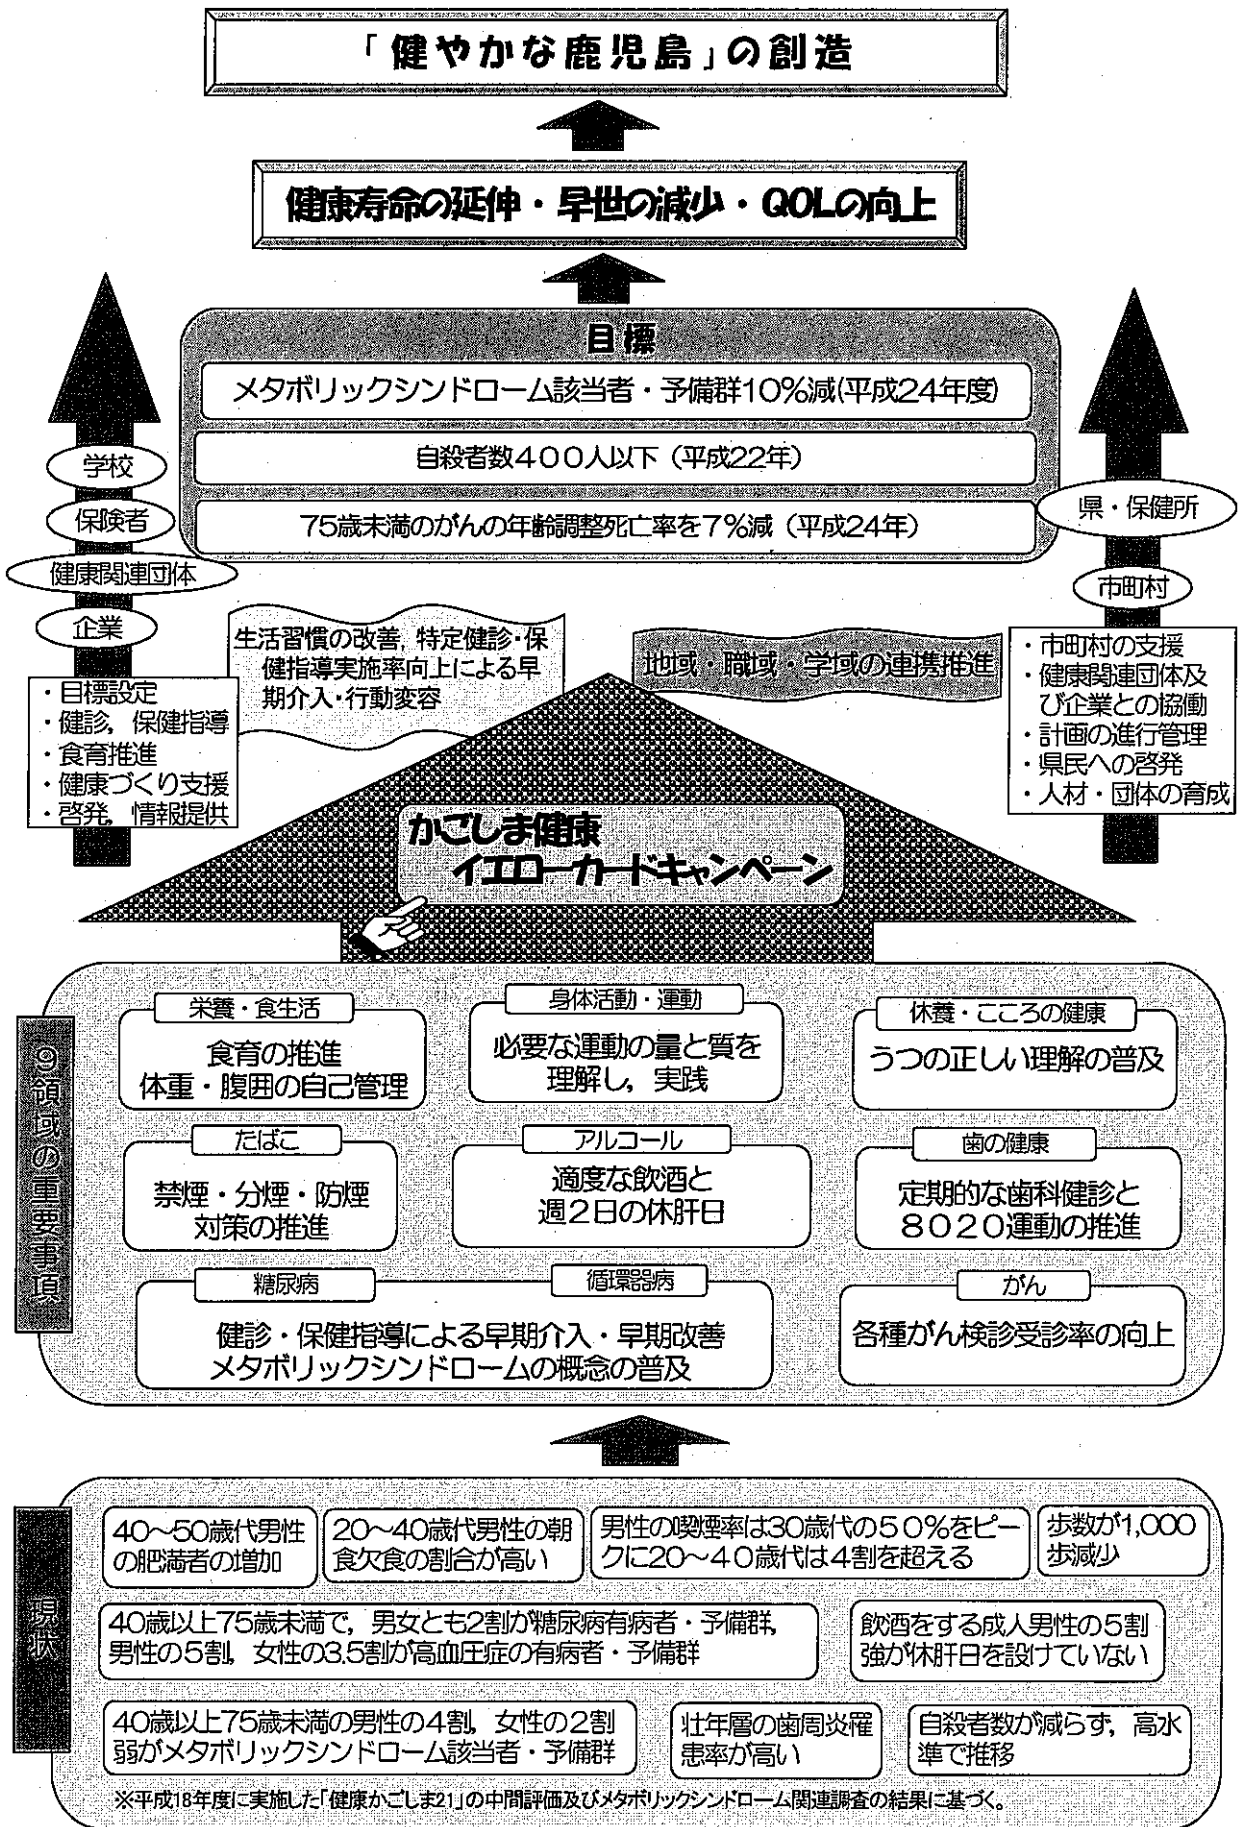 「健やかな鹿児島」の創造
健康寿命の延伸・早世の減少・QOLの向上
目標
メタボリックシンドローム該当者・予備群10%減(平成24年度)
自殺者数400人以下（平成22年）
75歳未満のがんの年齢調整死亡率を7%減（平成24年）
学校
保険者
健康関連団体
企業
・目標設定
・健診，保健指導
・食育推進
・健康づくり支援
・啓発，情報提供
県・保健所
市町村
・市町村の支援
・健康関連団体及
び企業との協働
・計画の進行管理
・県民への啓発
・人材・団体の育成
生活習慣の改善，特定健診・保
健指導実施率向上による早
期介入・行動変容
地域・職域・学域の連携推進
かごしま健康
イエローカードキャンペーン
9領域の重要事項
栄養・食生活
食育の推進
体重・腹囲の自己管理
身体活動・運動
必要な運動の量と質を
理解し，実践
休養・こころの健康
うつの正しい理解の普及
たばこ
禁煙・分煙・防煙
対策の推進
アルコール
適度な飲酒と
週2日の休肝日
歯の健康
定期的な歯科健診と
8020運動の推進
糖尿病
循環器病
健診・保健指導による早期介入・早期改善
メタボリックシンドロームの概念の普及
がん
各種がん検診受診率の向上
現状
40～50歳代男性
の肥満者の増加
20～40歳代男性の朝
食欠食の割合が高い
男性の喫煙率は30歳代の50%をピー
クに20～40歳代は4割を超える
歩数が1,000
歩減少
40歳以上75歳未満で，男女とも2割が糖尿病有病者・予備群，
男性の5割，女性の3.5割が高血圧症の有病者・予備群
飲酒をする成人男性の5割
強が休肝日を設けていない
40歳以上75歳未満の男性の4割，女性の2割
弱がメタボリックシンドローム該当者・予備群
壮年層の歯周炎罹
患率が高い
自殺者数が減らず，高水
準で推移
※平成18年度に実施した「健康かごしま21」の中間評価及びメタボリックシンドローム関連調査の結果に基づく。